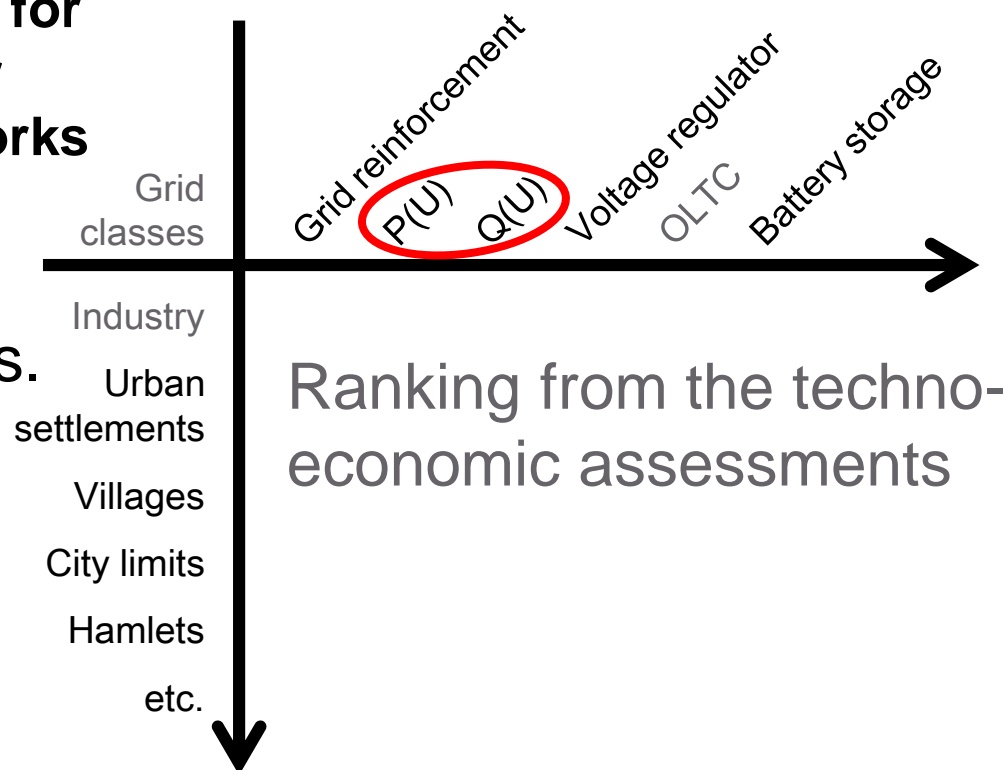 for
orks
s.
Grid reinforcement
P(U)
Q(U)
Voltage regulator
OLTC
Battery storage
Grid
classes
Industry
Urban
settlements
Villages
City limits
Hamlets
etc.
Ranking from the techno-
economic assessments